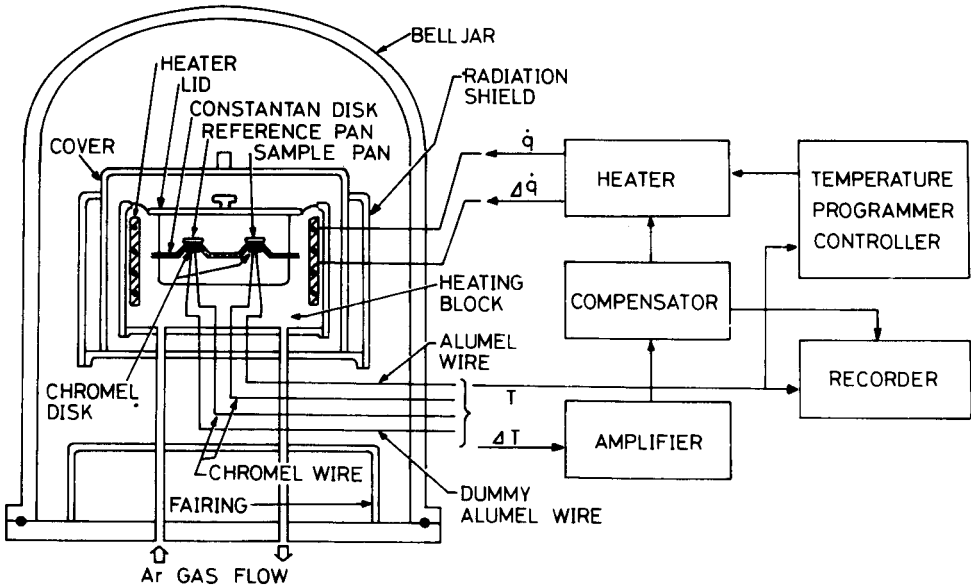 BELL JAR
HEATER
LID
CONSTANTAN DISK
REFERENCE PAN
SAMPLE PAN
COVER
RADIATION
SHIELD
q̇
Δq̇
HEATER
TEMPERATURE
PROGRAMMER
CONTROLLER
HEATING
BLOCK
COMPENSATOR
ALUMEL
WIRE
RECORDER
CHROMEL
DISK
T
ΔT
AMPLIFIER
CHROMEL WIRE
FAIRING
DUMMY
ALUMEL WIRE
Ar GAS FLOW